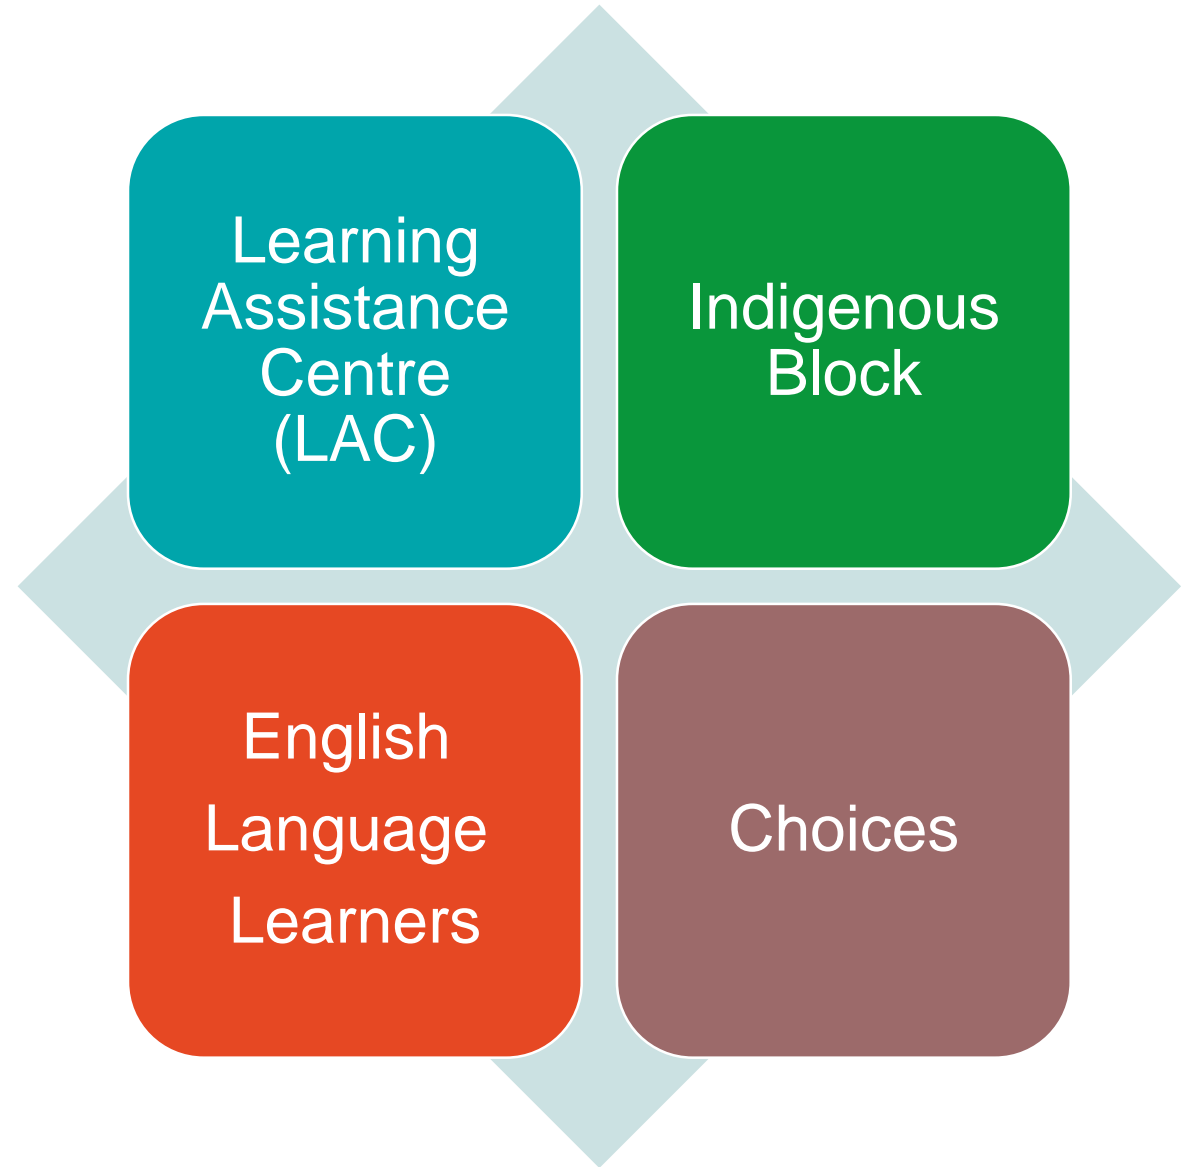 Learning
Assistance
Centre
(LAC)
Indigenous
Block
English
Language
Learners
Choices